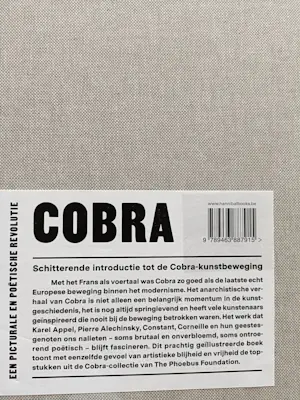 EEN PICTURALE EN POËTISCHE REVOLUTIE
COBRA
www.hannibalbooks.be
9 789463 887915 >
Schitterende introductie tot de Cobra-kunstbeweging
Met het Frans als voertaal was Cobra zo goed als de laatste echt
Europese beweging binnen het modernisme. Het anarchistische ver-
haal van Cobra is niet alleen een belangrijk momentum in de kunst-
geschiedenis, het is nog altijd springlevend en heeft vele kunstenaars
geïnspireerd die nooit bij de beweging betrokken waren. Het werk dat
Karel Appel, Pierre Alechinsky, Constant, Corneille en hun geestes-
genoten ons nalieten – soms brutaal en onverbloemd, soms ontroe-
rend poëtisch – blijft fascineren. Dit prachtig geïllustreerde boek
toont met eenzelfde gevoel van artistieke blijheid en vrijheid de top-
stukken uit de Cobra-collectie van The Phoebus Foundation.